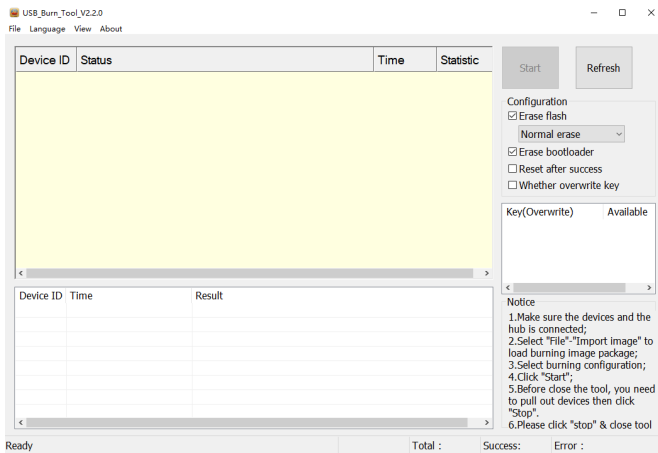 USB_Burn_Tool_V2.2.0
File Language View About
Device ID Status Time Statistic
Start Refresh
Configuration
Erase flash
Normal erase
Erase bootloader
Reset after success
Whether overwrite key
Key(Overwrite) Available
Device ID Time Result
Notice
1.Make sure the devices and the
hub is connected;
2.Select "File"-"Import image" to
load burning image package;
3.Select burning configuration;
4.Click "Start";
5.Before close the tool, you need
to pull out devices then click
"Stop".
6.Please click "stop" & close tool
Ready Total : Success: Error :